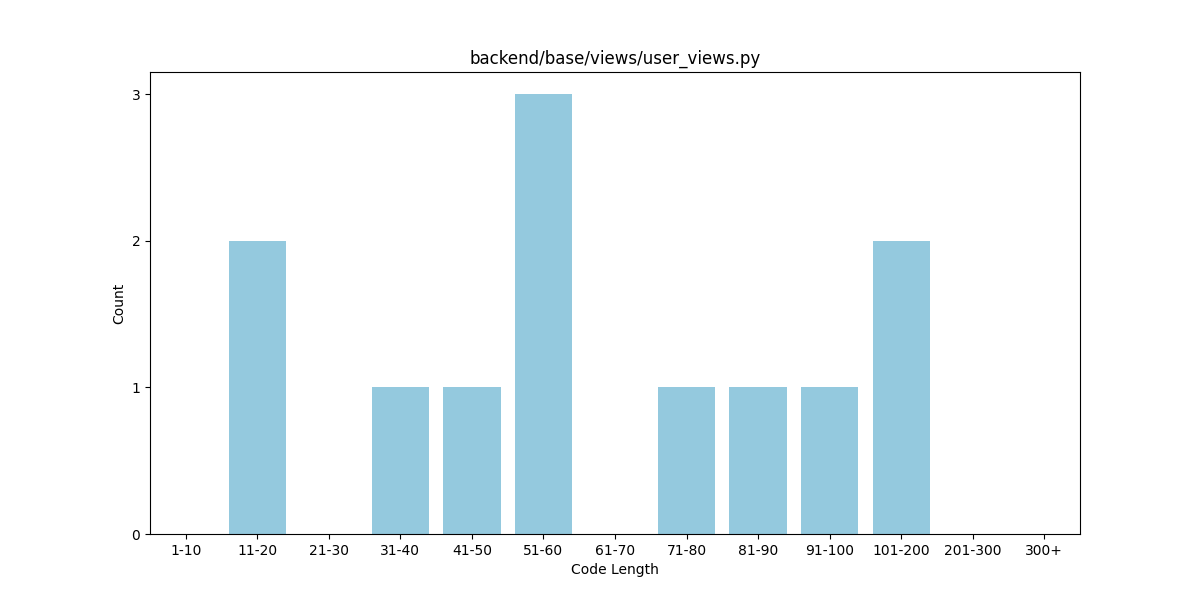 backend/base/views/user_views.py
3
2
1
0
Count
1-10 11-20 21-30 31-40 41-50 51-60 61-70 71-80 81-90 91-100 101-200 201-300 300+
Code Length